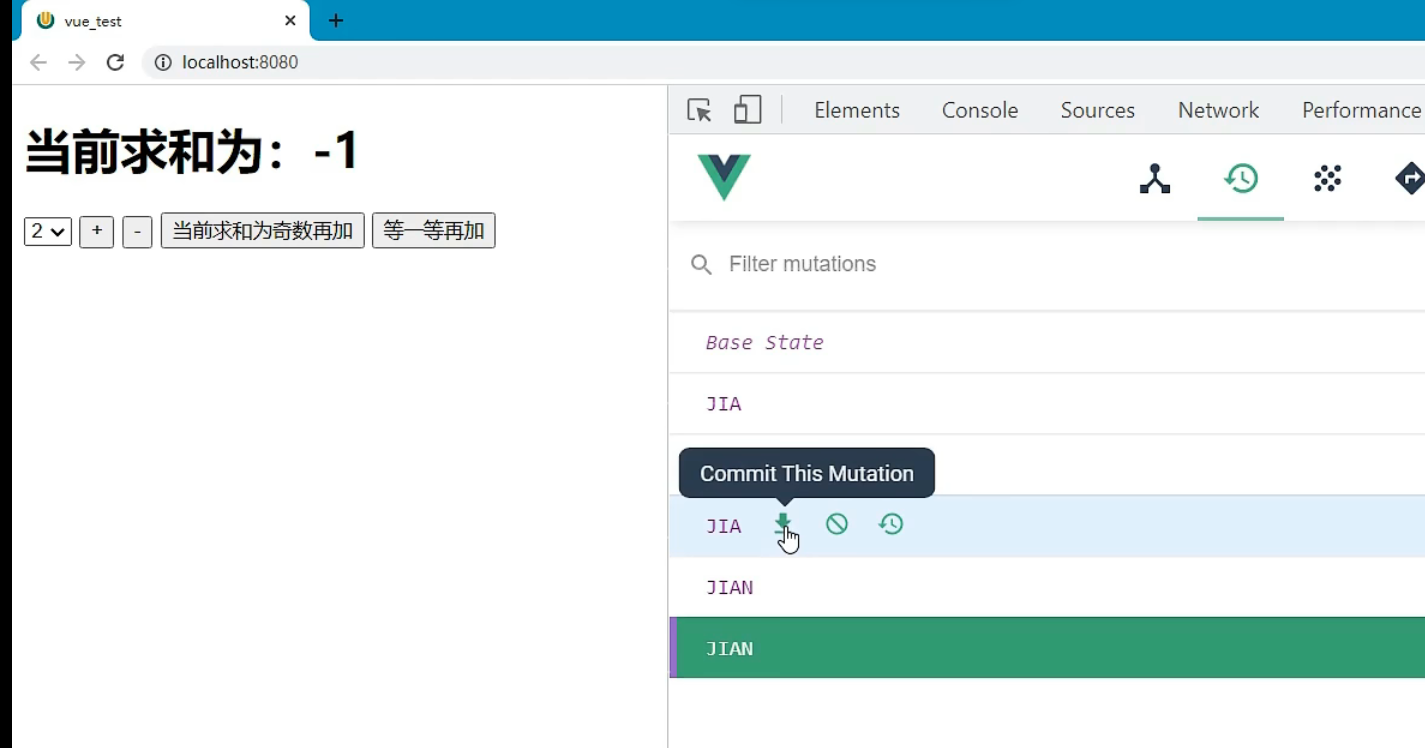 vue_test
localhost:8080
Elements Console Sources Network Performance
当前求和为：-1
2 + - 当前求和为奇数再加 等一等再加
Filter mutations
Base State
JIA
Commit This Mutation
JIA
JIAN
JIAN